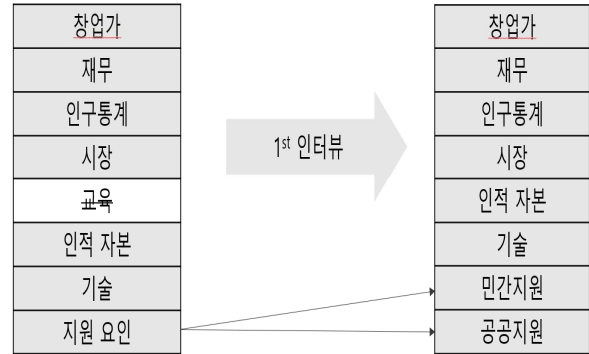 창업가
재무
인구통계
시장
교육
인적 자본
기술
지원 요인
1st 인터뷰
창업가
재무
인구통계
시장
인적 자본
기술
민간지원
공공지원